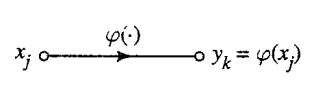 φ(·)
x_j y_k = φ(x_j)